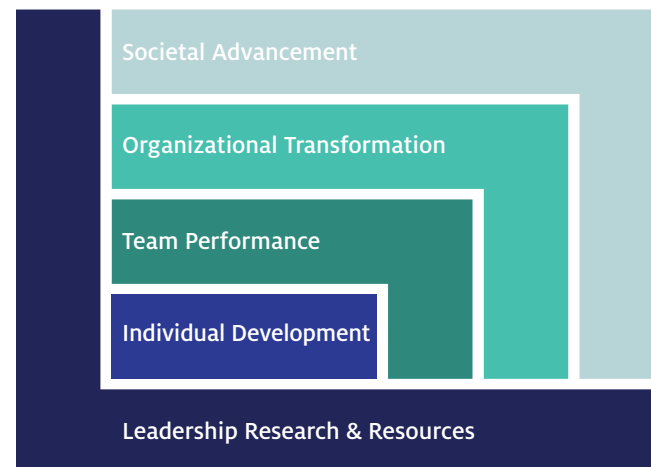 Societal Advancement
Organizational Transformation
Team Performance
Individual Development
Leadership Research & Resources